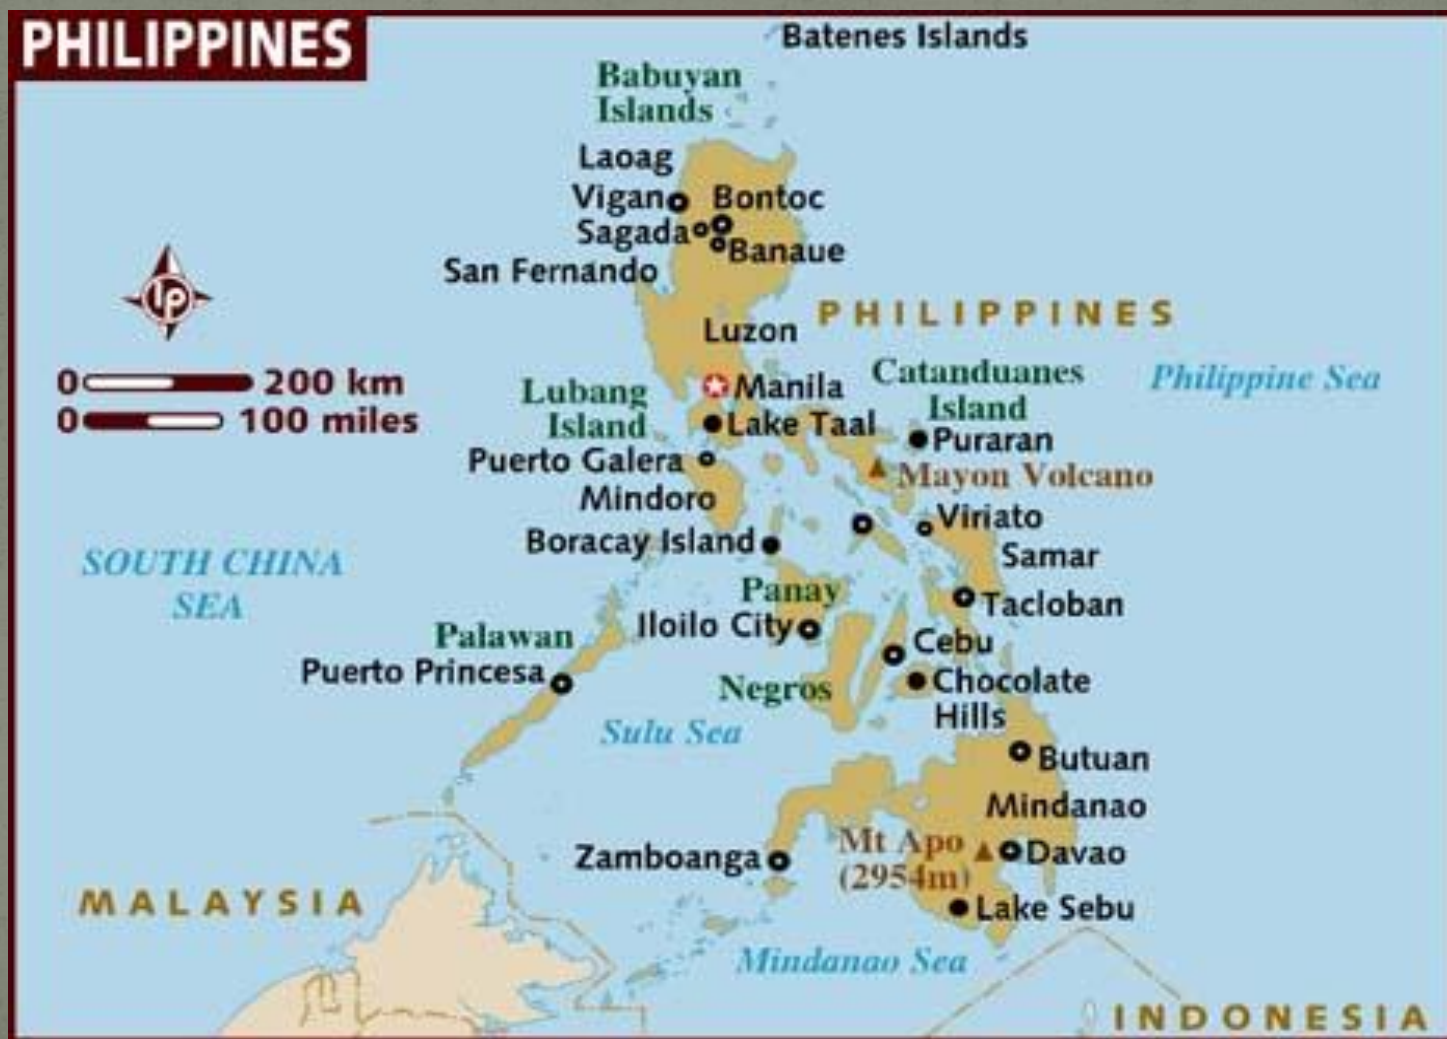 PHILIPPINES
Batenes Islands
Babuyan
Islands
Laoag
Vigan
Bontoc
Sagada
Banaue
San Fernando
lp
Luzon
PHILIPPINES
0 200 km
0 100 miles
Manila
Catanduanes
Island
Philippine Sea
Lubang
Island
Lake Taal
Puraran
Puerto Galera
Mayon Volcano
Mindoro
Viriato
Boracay Island
Samar
SOUTH CHINA
SEA
Panay
Tacloban
Iloilo City
Palawan
Cebu
Puerto Princesa
Negros
Chocolate
Hills
Sulu Sea
Butuan
Mindanao
Mt Apo
(2954m)
Davao
Zamboanga
MALAYSIA
Lake Sebu
Mindanao Sea
INDONESIA